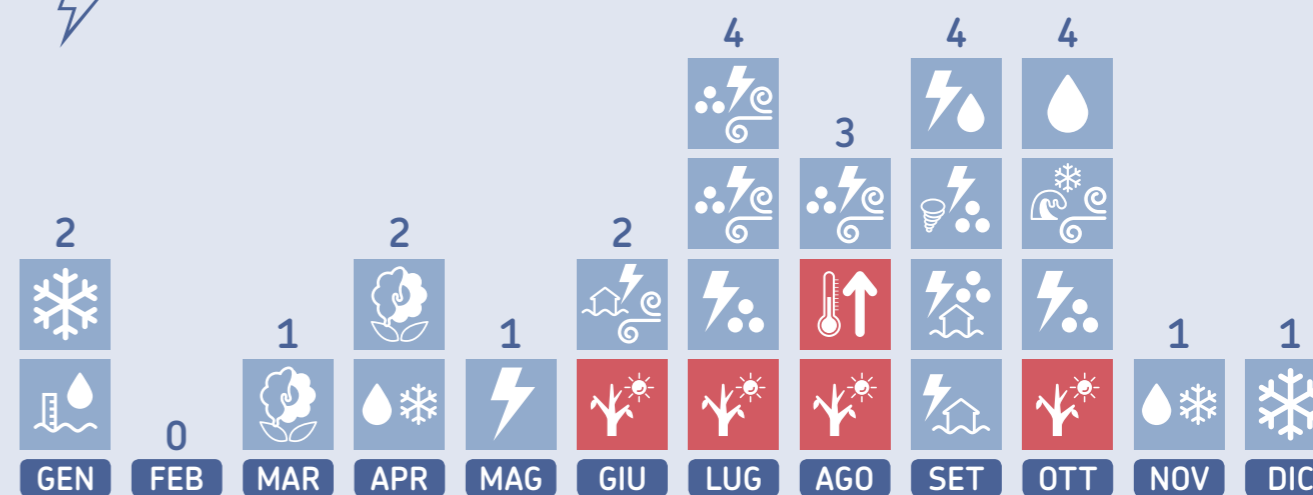 4 4 4
3
2 2 2
1 1 1 1
0
GEN FEB MAR APR MAG GIU LUG AGO SET OTT NOV DIC